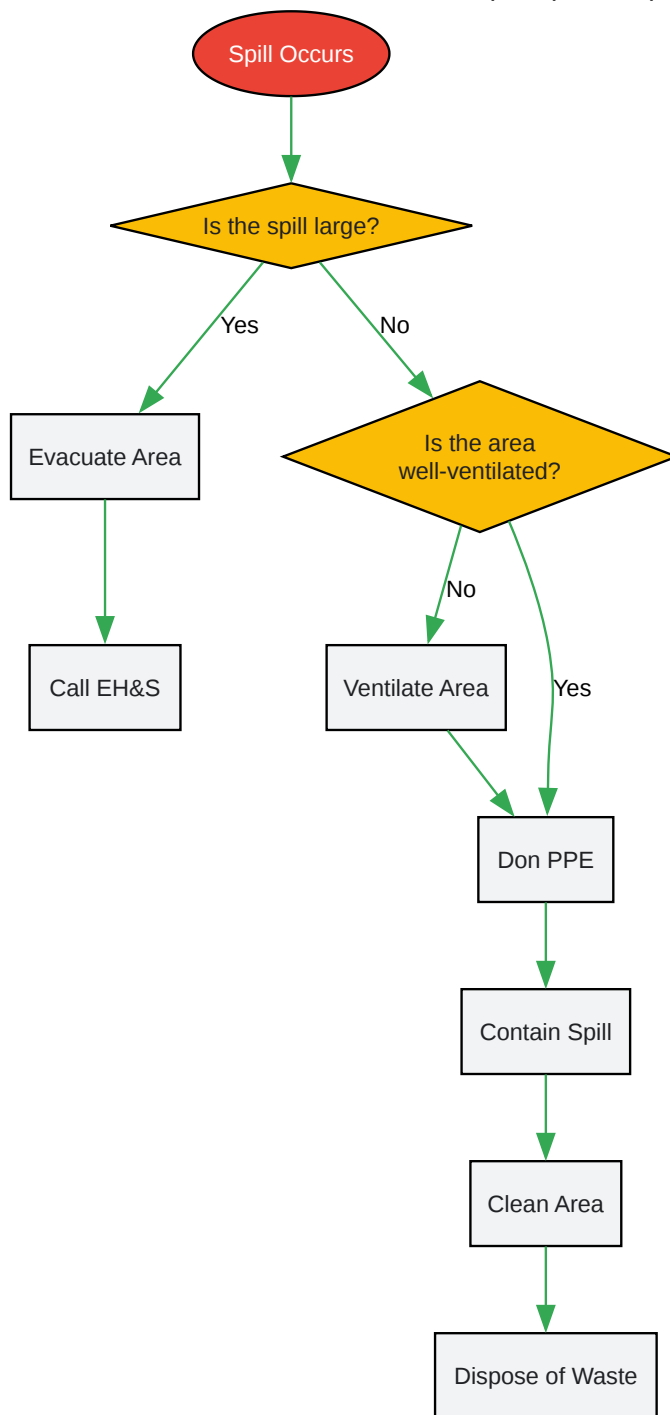 Spill Occurs
Is the spill large?
Yes
No
Evacuate Area
Is the area
well-ventilated?
No
Call EH&S
Ventilate Area
Yes
Don PPE
Contain Spill
Clean Area
Dispose of Waste